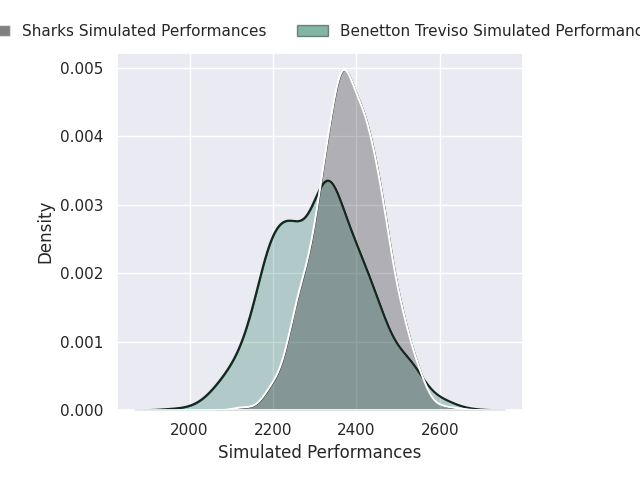 Sharks Simulated Performances
Benetton Treviso Simulated Performanc
0.005
0.004
0.003
0.002
0.001
0.000
Density
2000 2200 2400 2600
Simulated Performances